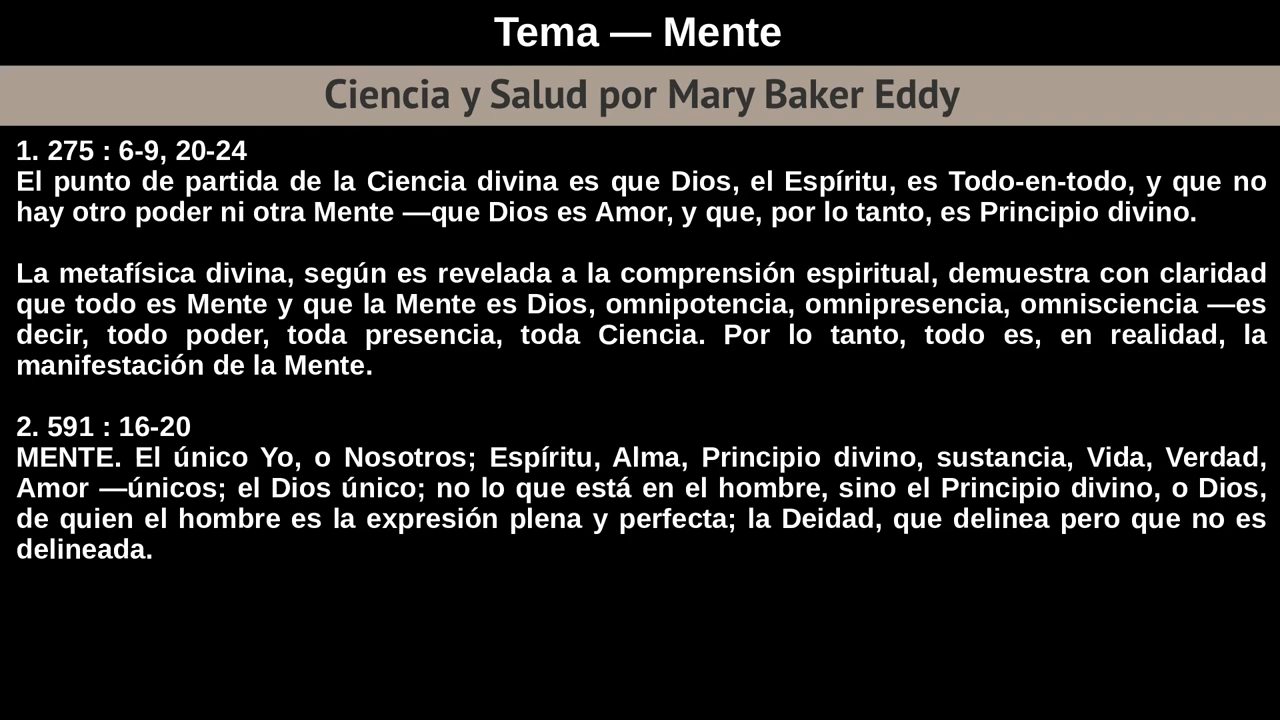 Tema — Mente
Ciencia y Salud por Mary Baker Eddy
1. 275 : 6-9, 20-24
El punto de partida de la Ciencia divina es que Dios, el Espíritu, es Todo-en-todo, y que no
hay otro poder ni otra Mente —que Dios es Amor, y que, por lo tanto, es Principio divino.
La metafísica divina, según es revelada a la comprensión espiritual, demuestra con claridad
que todo es Mente y que la Mente es Dios, omnipotencia, omnipresencia, omnisciencia —es
decir, todo poder, toda presencia, toda Ciencia. Por lo tanto, todo es, en realidad, la
manifestación de la Mente.
2. 591 : 16-20
MENTE. El único Yo, o Nosotros; Espíritu, Alma, Principio divino, sustancia, Vida, Verdad,
Amor —únicos; el Dios único; no lo que está en el hombre, sino el Principio divino, o Dios,
de quien el hombre es la expresión plena y perfecta; la Deidad, que delinea pero que no es
delineada.